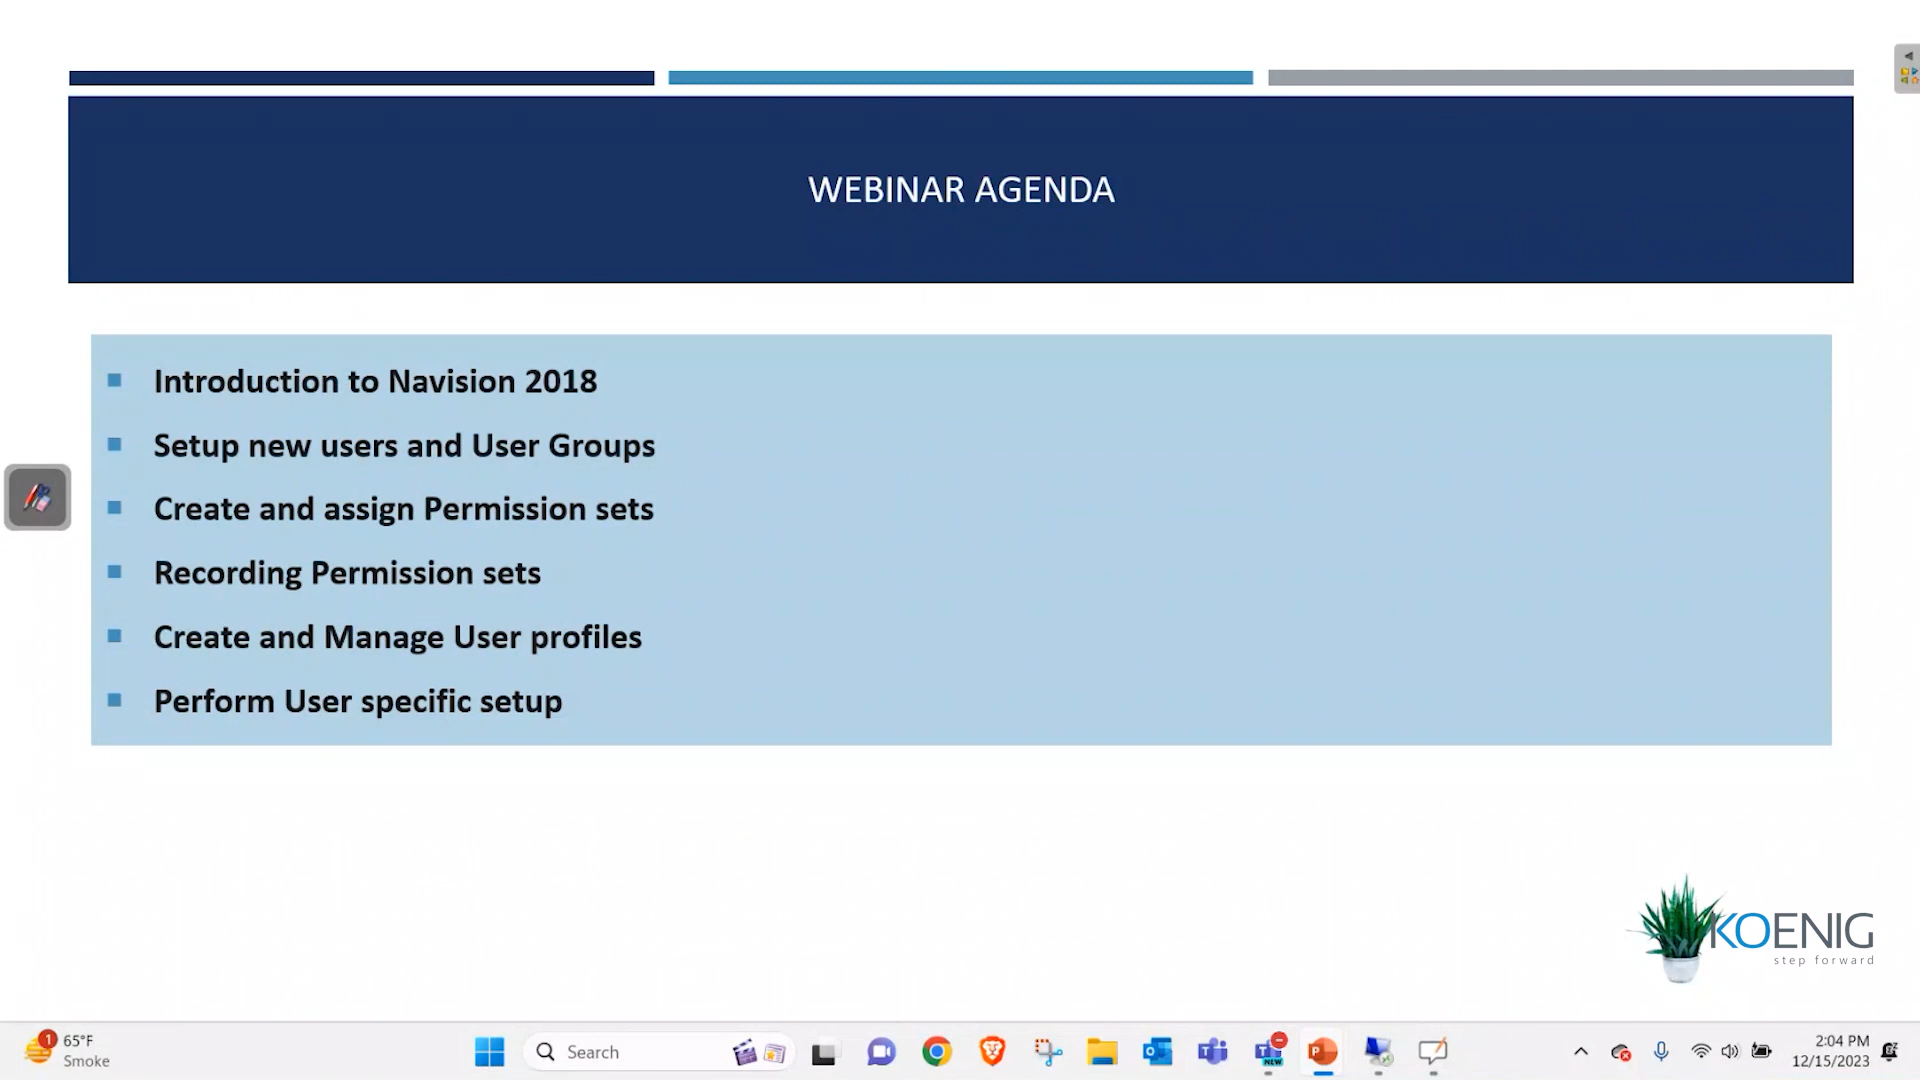 WEBINAR AGENDA
Introduction to Navision 2018
Setup new users and User Groups
Create and assign Permission sets
Recording Permission sets
Create and Manage User profiles
Perform User specific setup
KOENIG
step forward
1
65°F
Smoke
Search
NEW
2:04 PM
12/15/2023